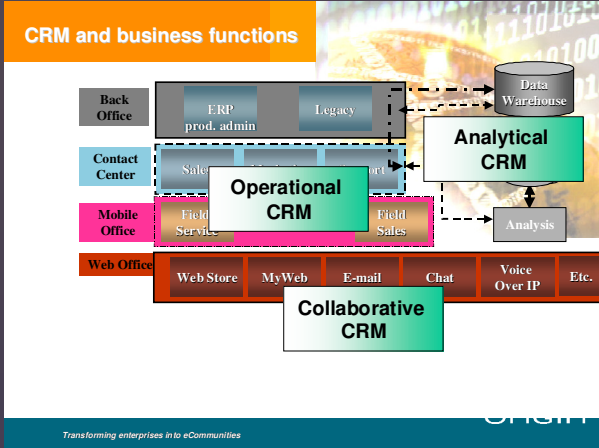 CRM and business functions
Back
Office
ERP
prod. admin
Legacy
Data
Warehouse
Analytical
CRM
Contact
Center
Sales
Operational
CRM
Mobile
Office
Field
Service
Field
Sales
Analysis
Web Office
Web Store
MyWeb
E-mail
Chat
Voice
Over IP
Etc.
Collaborative
CRM
Transforming enterprises into eCommunities